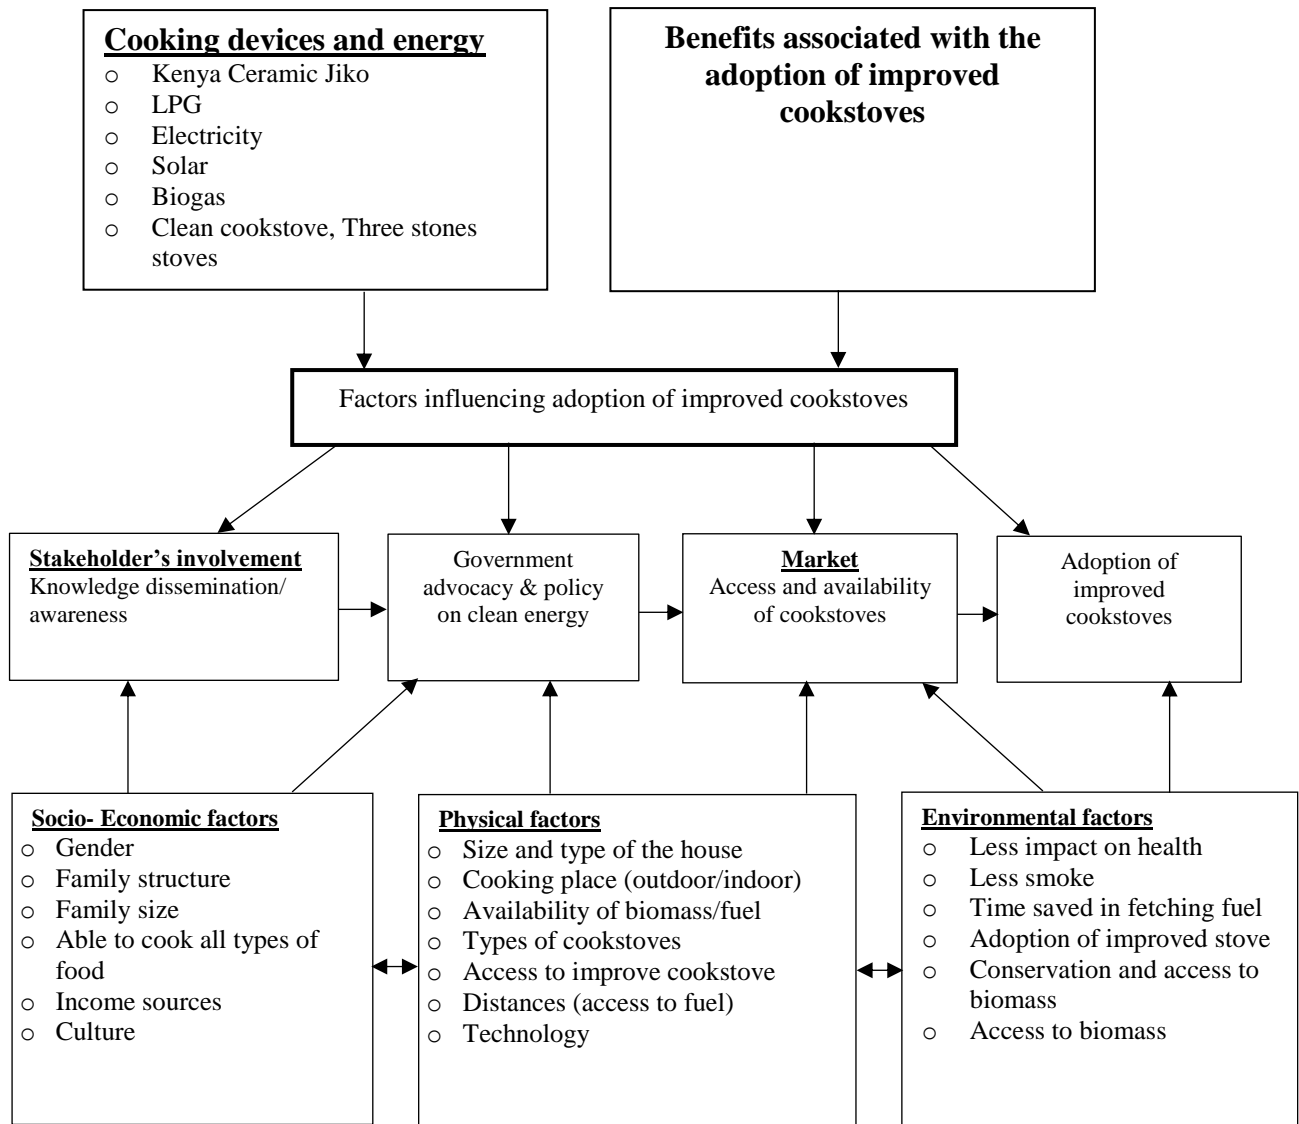 Cooking devices and energy
o Kenya Ceramic Jiko
o LPG
o Electricity
o Solar
o Biogas
o Clean cookstove, Three stones
stoves
Benefits associated with the
adoption of improved
cookstoves
Factors influencing adoption of improved cookstoves
Stakeholder’s involvement
Knowledge dissemination/
awareness
Government
advocacy & policy
on clean energy
Market
Access and availability
of cookstoves
Adoption of
improved
cookstoves
Socio- Economic factors
o Gender
o Family structure
o Family size
o Able to cook all types of
food
o Income sources
o Culture
Physical factors
o Size and type of the house
o Cooking place (outdoor/indoor)
o Availability of biomass/fuel
o Types of cookstoves
o Access to improve cookstove
o Distances (access to fuel)
o Technology
Environmental factors
o Less impact on health
o Less smoke
o Time saved in fetching fuel
o Adoption of improved stove
o Conservation and access to
biomass
o Access to biomass